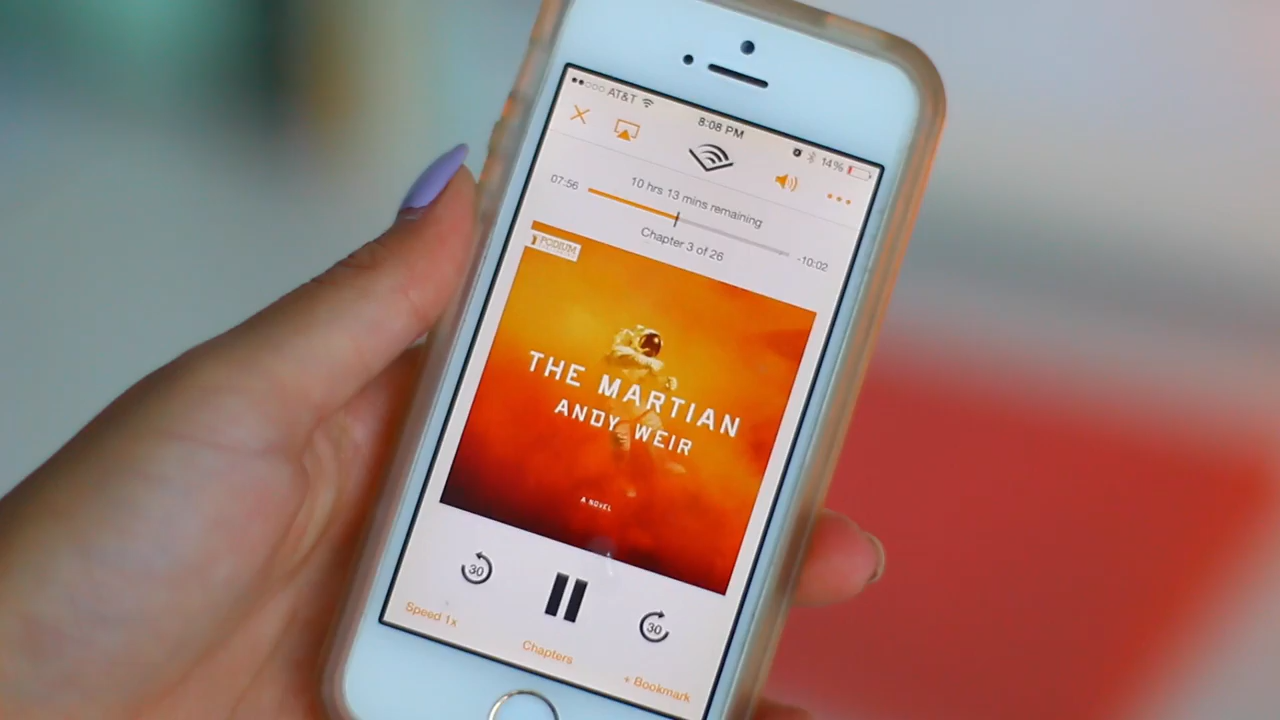 AT&T
8:08 PM
14%
10 hrs 13 mins remaining
07:56
-10:02
Chapter 3 of 26
PODIUM
THE MARTIAN
ANDY WEIR
A NOVEL
30
30
Speed 1x
Chapters
+ Bookmark